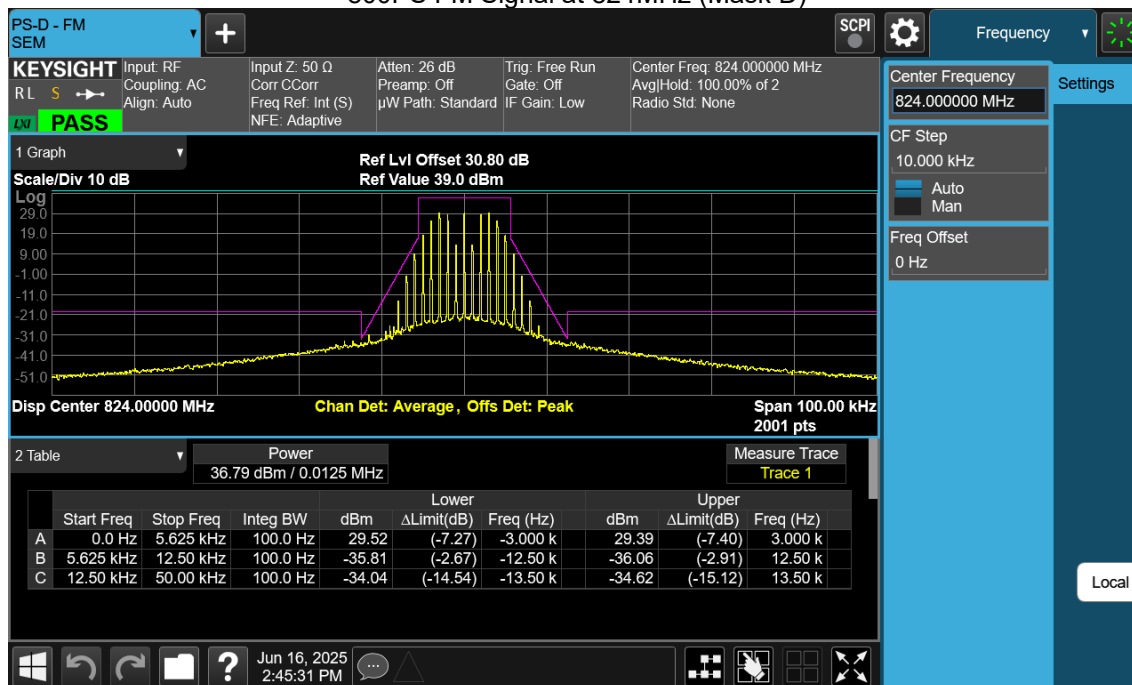 PS-D - FM
SEM
SCPI
Frequency
KEYSIGHT
Input: RF
Coupling: AC
Align: Auto
Input Z: 50 Ω
Corr CCorr
Freq Ref: Int (S)
NFE: Adaptive
Atten: 26 dB
Preamp: Off
µW Path: Standard
Trig: Free Run
Gate: Off
IF Gain: Low
Center Freq: 824.000000 MHz
Avg|Hold: 100.00% of 2
Radio Std: None
R L S
LXI PASS
Center Frequency
824.000000 MHz
Settings
CF Step
10.000 kHz
Auto
Man
Freq Offset
0 Hz
1 Graph
Ref Lvl Offset 30.80 dB
Scale/Div 10 dB
Ref Value 39.0 dBm
Log
29.0
19.0
9.00
-1.00
-11.0
-21.0
-31.0
-41.0
-51.0
Disp Center 824.00000 MHz
Chan Det: Average , Offs Det: Peak
Span 100.00 kHz
2001 pts
2 Table
Power
36.79 dBm / 0.0125 MHz
Measure Trace
Trace 1
Lower Upper
Start Freq Stop Freq Integ BW dBm ΔLimit(dB) Freq (Hz) dBm ΔLimit(dB) Freq (Hz)
A 0.0 Hz 5.625 kHz 100.0 Hz 29.52 (-7.27) -3.000 k 29.39 (-7.40) 3.000 k
B 5.625 kHz 12.50 kHz 100.0 Hz -35.81 (-2.67) -12.50 k -36.06 (-2.91) 12.50 k
C 12.50 kHz 50.00 kHz 100.0 Hz -34.04 (-14.54) -13.50 k -34.62 (-15.12) 13.50 k
Local
?
Jun 16, 2025
2:45:31 PM